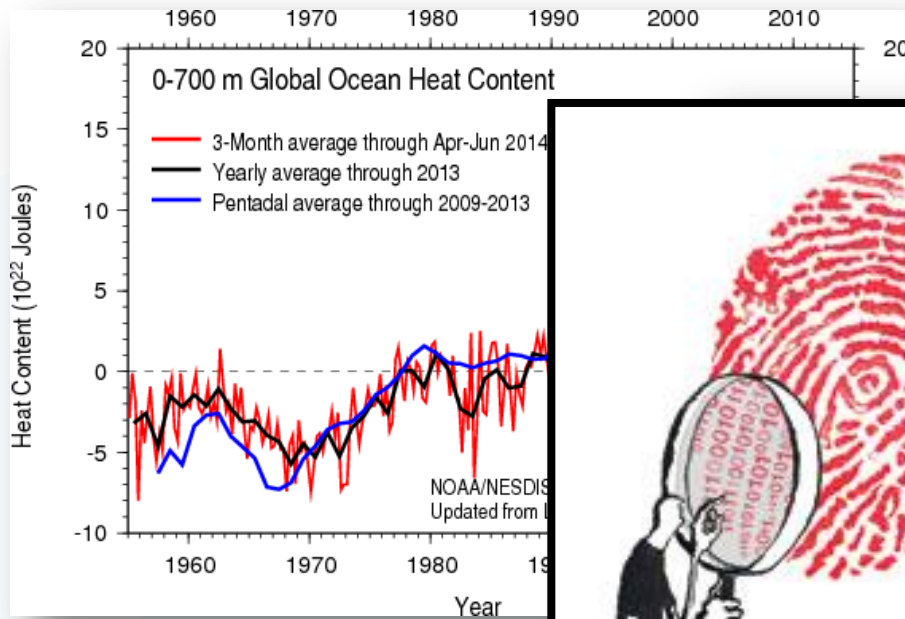 1960 1970 1980 1990 2000 2010 20
20
0-700 m Global Ocean Heat Content
15
3-Month average through Apr-Jun 2014
Yearly average through 2013
10
Pentadal average through 2009-2013
Heat Content (10²² Joules)
5
0
-5
NOAA/NESDIS
Updated from L
-10
1960 1970 1980 19
Year